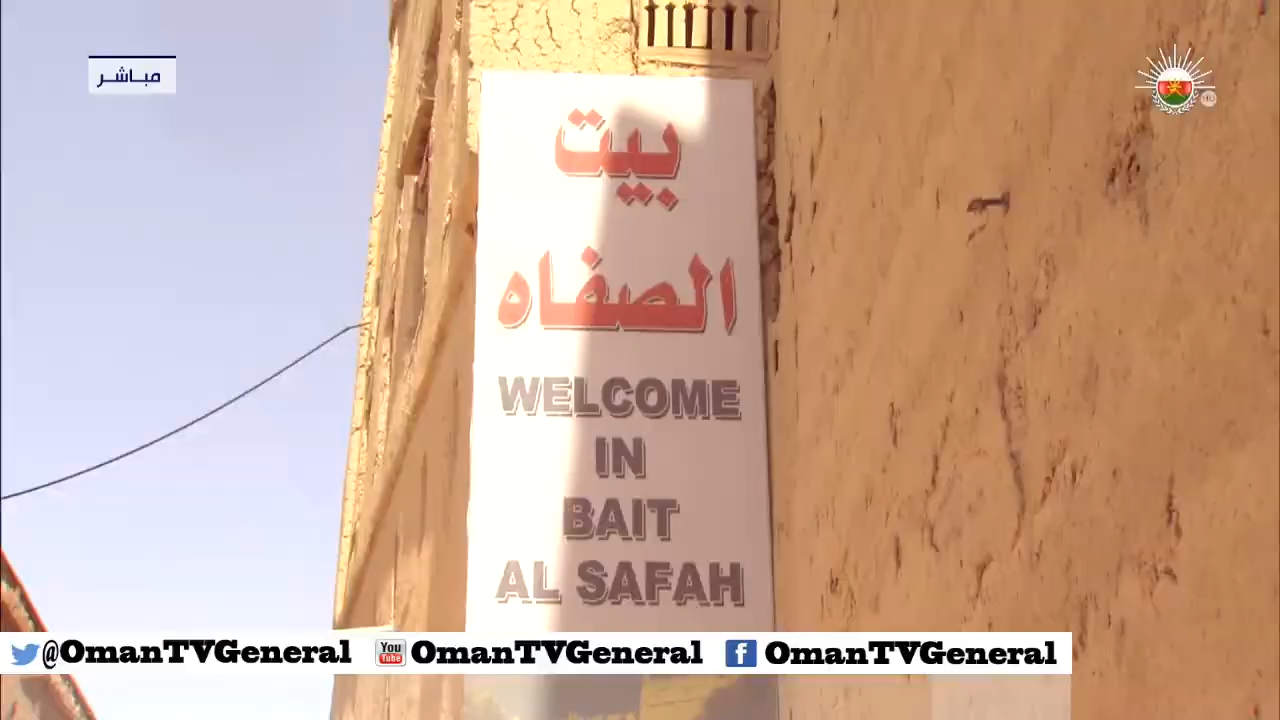 مباشر
بيت
الصفاه
WELCOME
IN
BAIT
AL SAFAH
@OmanTVGeneral You Tube OmanTVGeneral f OmanTVGeneral